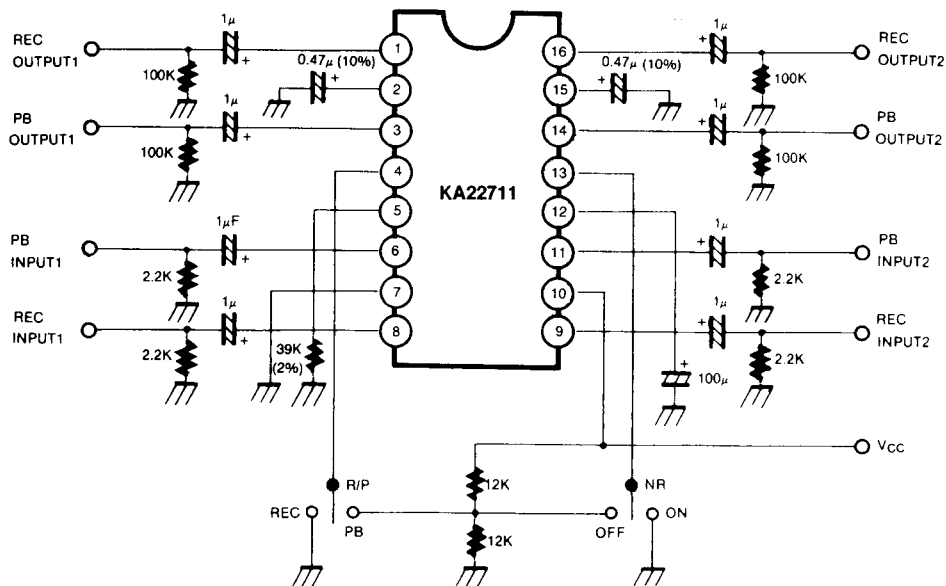 REC
OUTPUT1
1μ
+
100K
0.47μ (10%)
+
PB
OUTPUT1
1μ
+
100K
PB
INPUT1
1μF
+
2.2K
REC
INPUT1
1μ
+
2.2K
39K
(2%)
1
2
3
4
5
6
7
8
KA22711
16
15
14
13
12
11
10
9
1μ
+
REC
OUTPUT2
100K
0.47μ (10%)
+
1μ
+
PB
OUTPUT2
100K
1μ
+
PB
INPUT2
2.2K
1μ
+
REC
INPUT2
2.2K
+
100μ
VCC
R/P
REC
PB
12K
12K
NR
OFF
ON